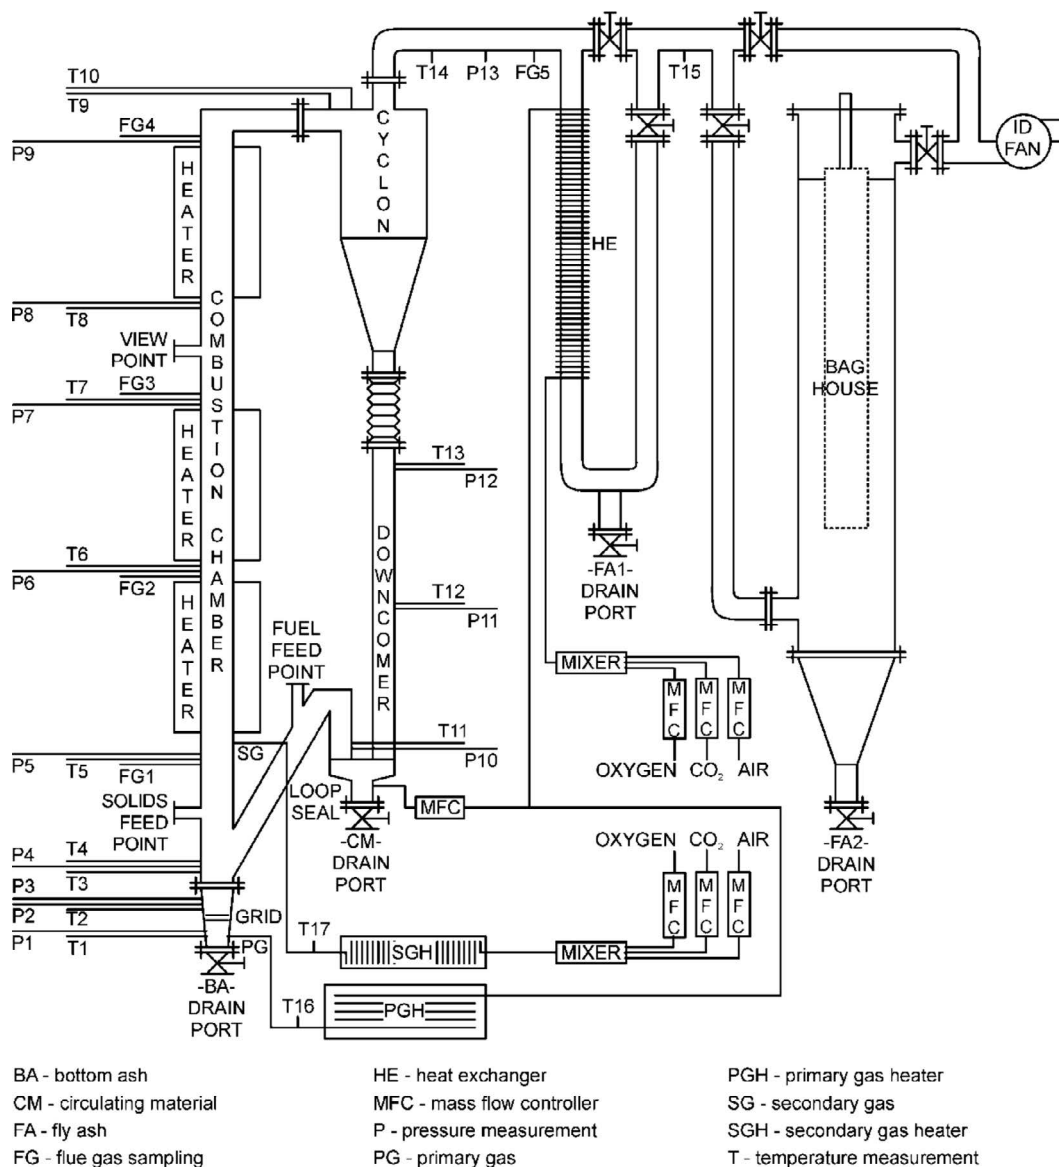 T10
T9
FG4
P9
HEATER
CYCLON
T14
P13
FG5
T15
ID
FAN
HE
P8
T8
VIEW
POINT
COMBUSTION CHAMBER
T7
FG3
P7
HEATER
BAG
HOUSE
T13
P12
T6
P6
FG2
HEATER
DOWNCOMER
T12
P11
-FA1-
DRAIN
PORT
FUEL
FEED
POINT
MIXER
MFC
MFC
MFC
OXYGEN CO₂ AIR
SG
T11
P10
P5
T5
FG1
SOLIDS
FEED
POINT
LOOP
SEAL
MFC
-CM-
DRAIN
PORT
-FA2-
DRAIN
PORT
OXYGEN CO₂ AIR
MFC
MFC
MFC
MIXER
P4
T4
T3
P3
P2
T2
GRID
P1
T1
PG
T17
SGH
-BA-
DRAIN
PORT
T16
PGH
BA - bottom ash
CM - circulating material
FA - fly ash
FG - flue gas sampling
HE - heat exchanger
MFC - mass flow controller
P - pressure measurement
PG - primary gas
PGH - primary gas heater
SG - secondary gas
SGH - secondary gas heater
T - temperature measurement